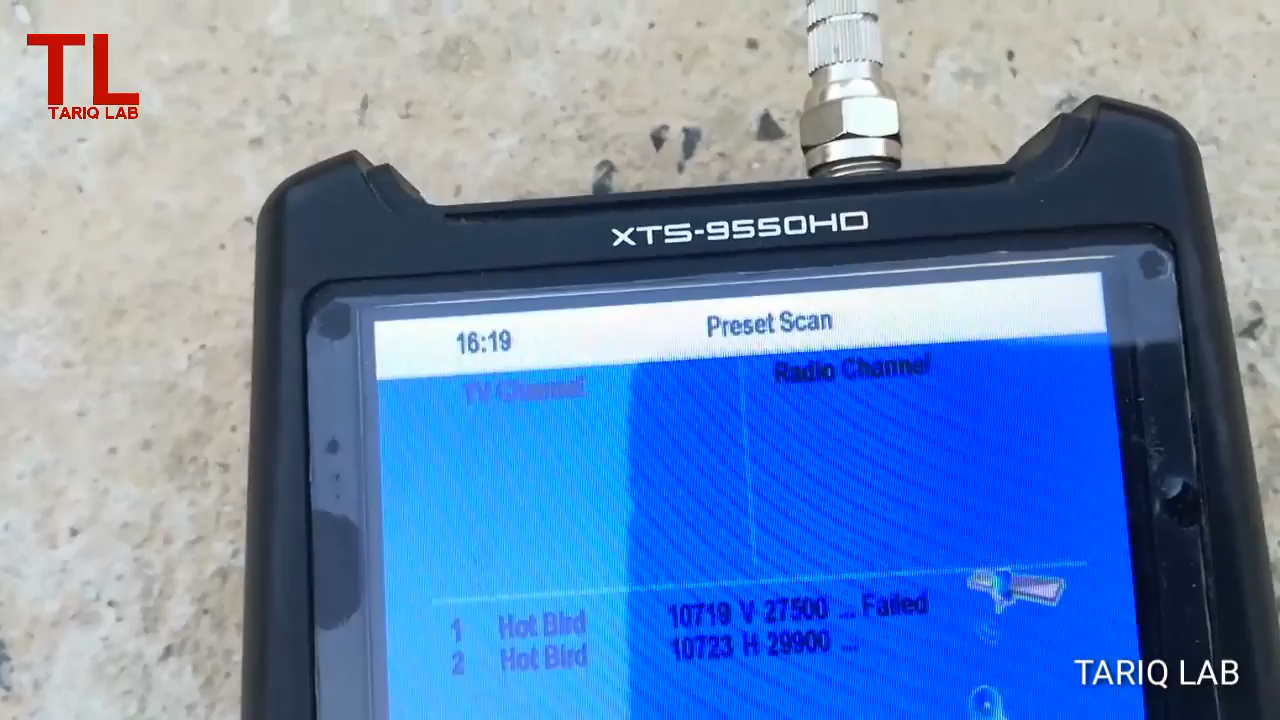 TL
TARIQ LAB
XTS-9550HD
16:19 Preset Scan
TV Channel Radio Channel
1 Hot Bird 10719 V 27500 ... Failed
2 Hot Bird 10723 H 29900 ...
TARIQ LAB